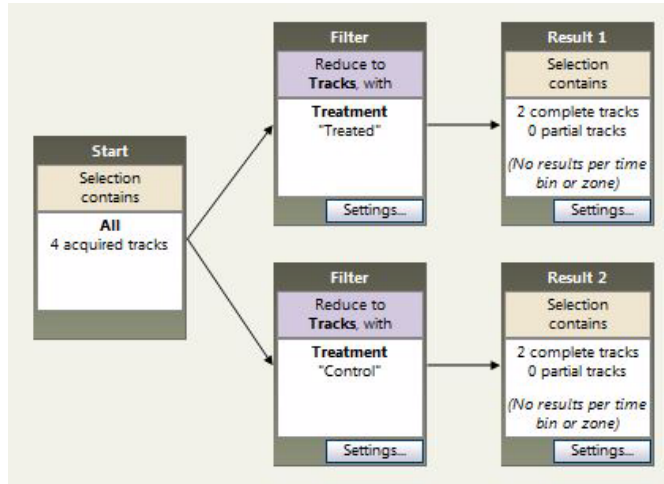 Start
Selection
contains
All
4 acquired tracks
Filter
Reduce to
Tracks, with
Treatment
"Treated"
Settings...
Result 1
Selection
contains
2 complete tracks
0 partial tracks
(No results per time
bin or zone)
Settings...
Filter
Reduce to
Tracks, with
Treatment
"Control"
Settings...
Result 2
Selection
contains
2 complete tracks
0 partial tracks
(No results per time
bin or zone)
Settings...